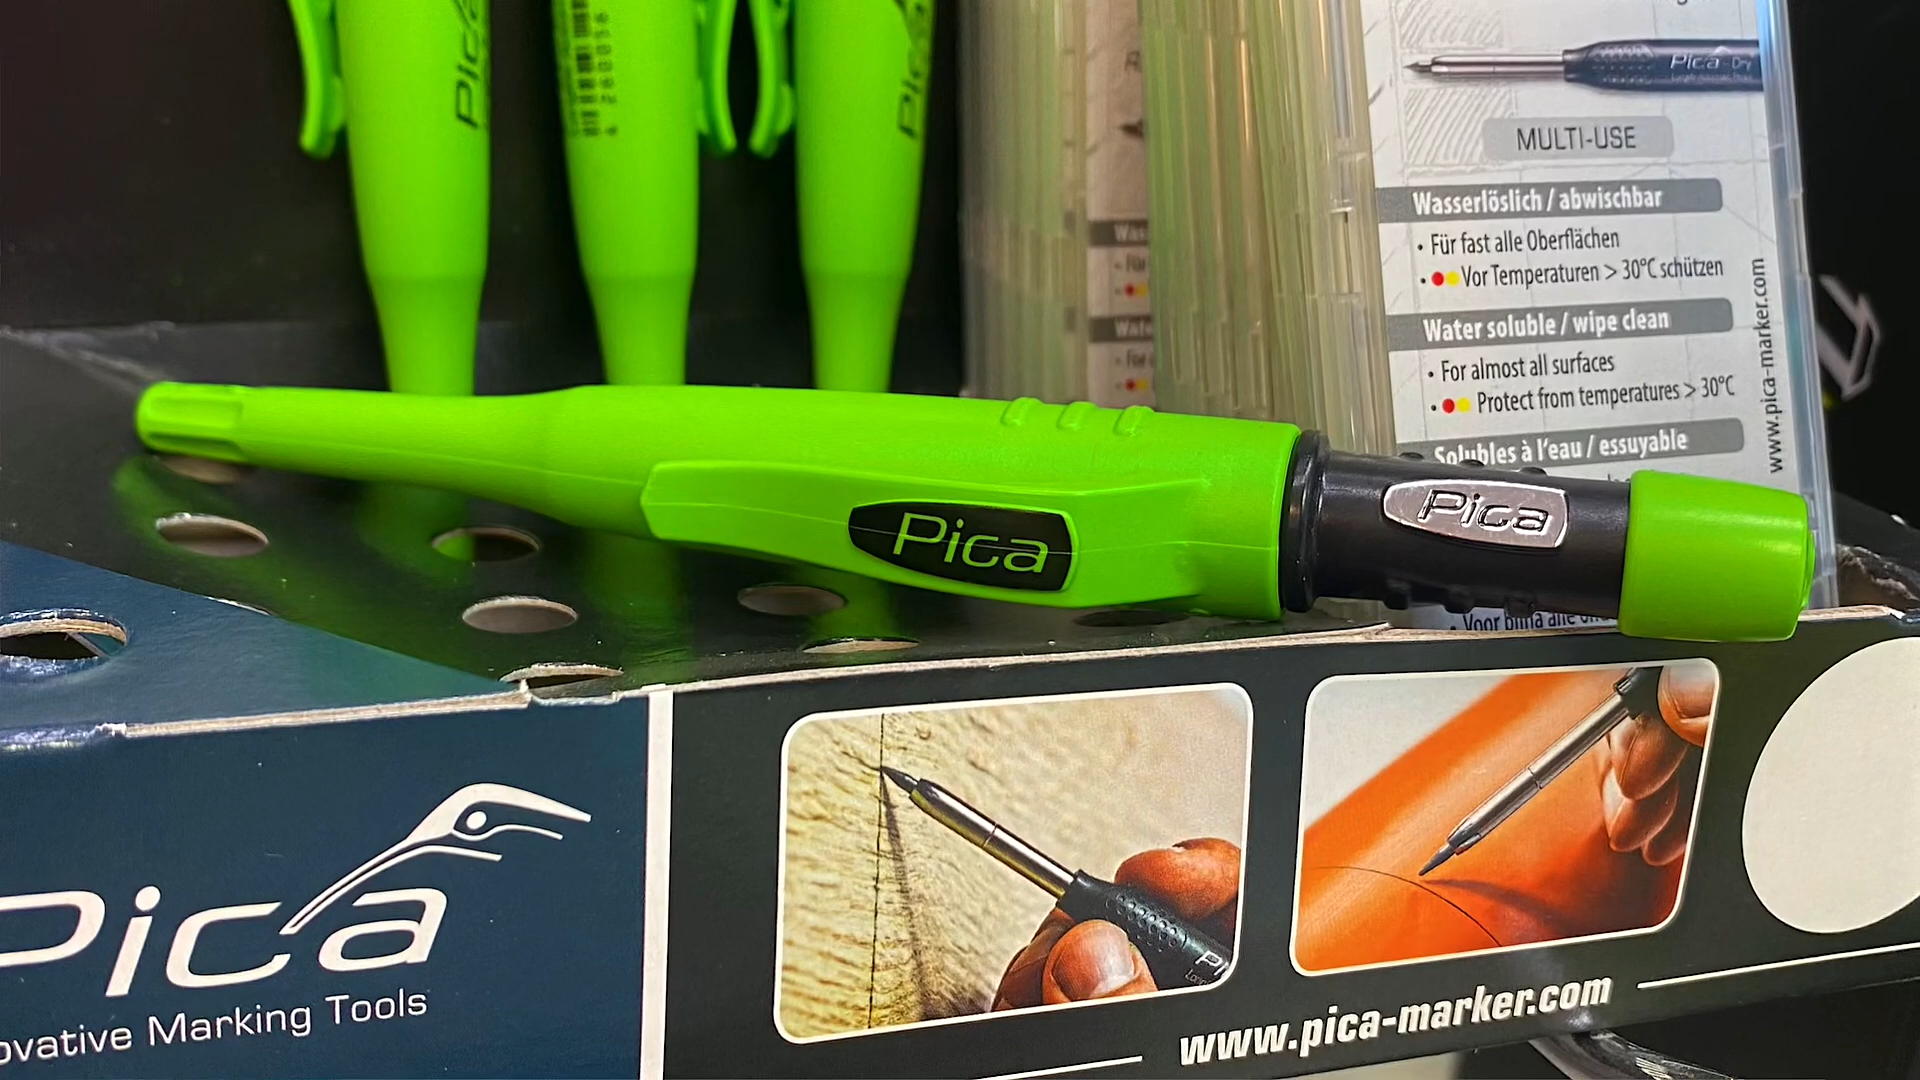 Pica
Pica
Pica-Dry
MULTI-USE
Wasserlöslich / abwischbar
• Für fast alle Oberflächen
• Vor Temperaturen > 30°C schützen
Water soluble / wipe clean
• For almost all surfaces
• Protect from temperatures > 30°C
Solubles à l'eau / essuyable
www.pica-marker.com
Pica
Pica
Pica
Marking Tools
www.pica-marker.com